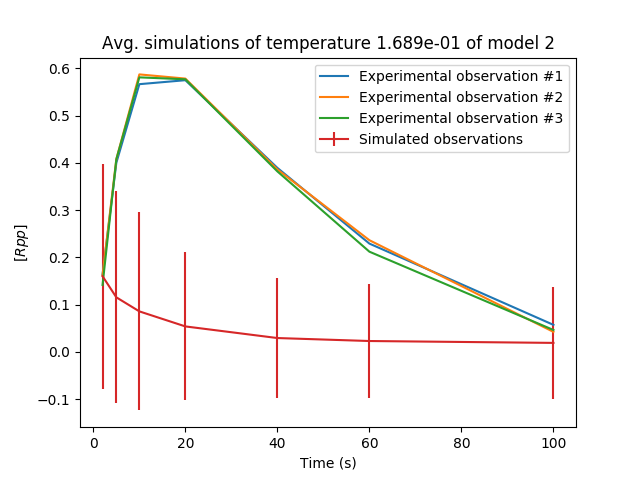 Avg. simulations of temperature 1.689e-01 of model 2
Experimental observation #1
Experimental observation #2
Experimental observation #3
Simulated observations
[Rpp]
0.6
0.5
0.4
0.3
0.2
0.1
0.0
−0.1
0 20 40 60 80 100
Time (s)